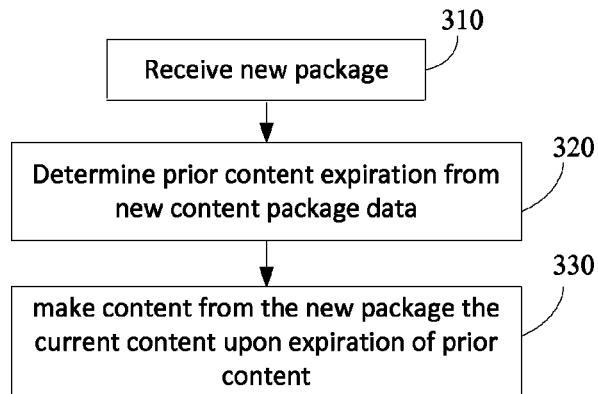 310
Receive new package
320
Determine prior content expiration from
new content package data
330
make content from the new package the
current content upon expiration of prior
content